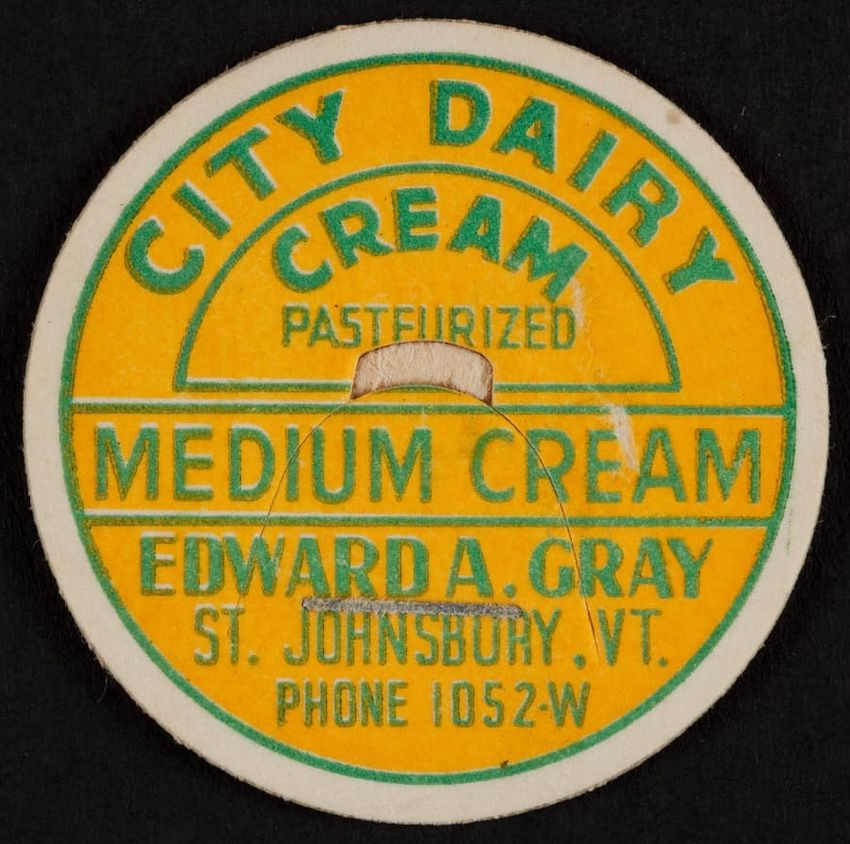 CITY DAIRY
CREAM
PASTEURIZED
MEDIUM CREAM
EDWARD A. GRAY
ST. JOHNSBURY, VT.
PHONE 1052-W